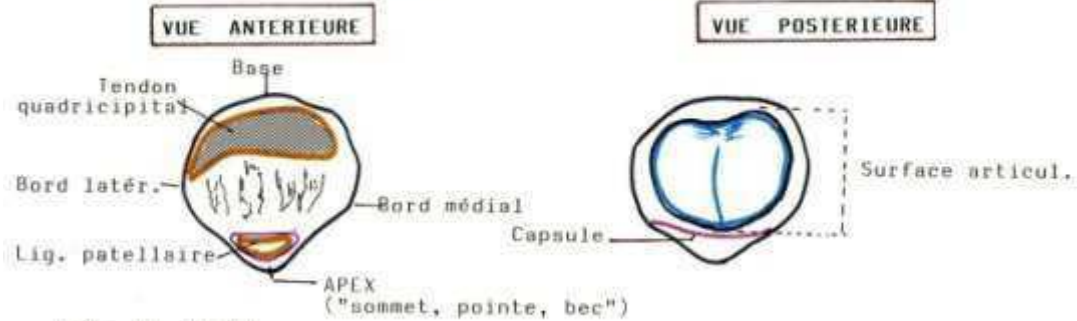 VUE ANTERIEURE
VUE POSTERIEURE
Base
Tendon
quadricipital
Bord latér.
Surface articul.
Bord médial
Capsule
Lig. patellaire
APEX
("sommet, pointe, bec")